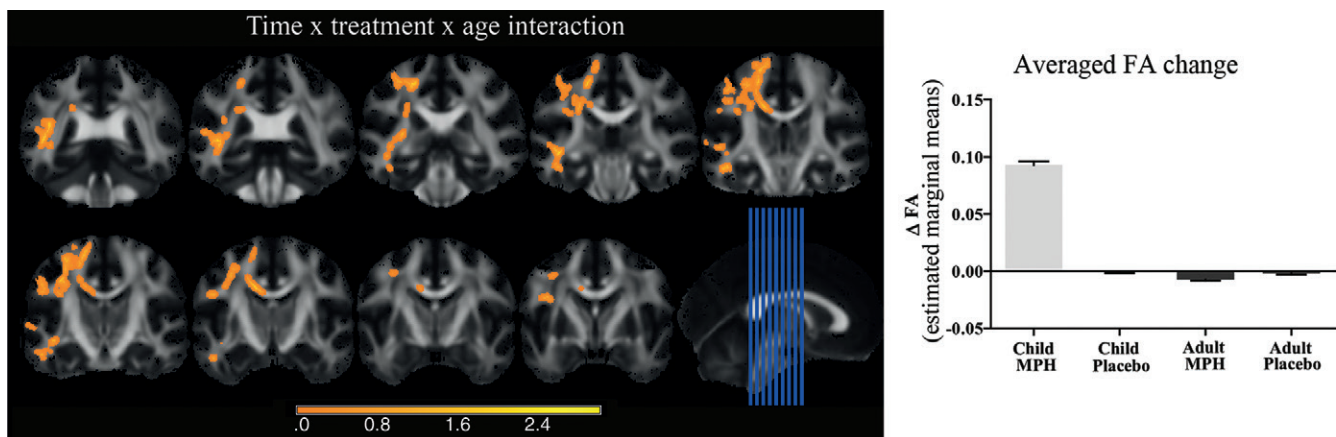 Time x treatment x age interaction
.0 0.8 1.6 2.4
Averaged FA change
Δ FA
(estimated marginal means)
0.15
0.10
0.05
0.00
-0.05
Child MPH
Child Placebo
Adult MPH
Adult Placebo